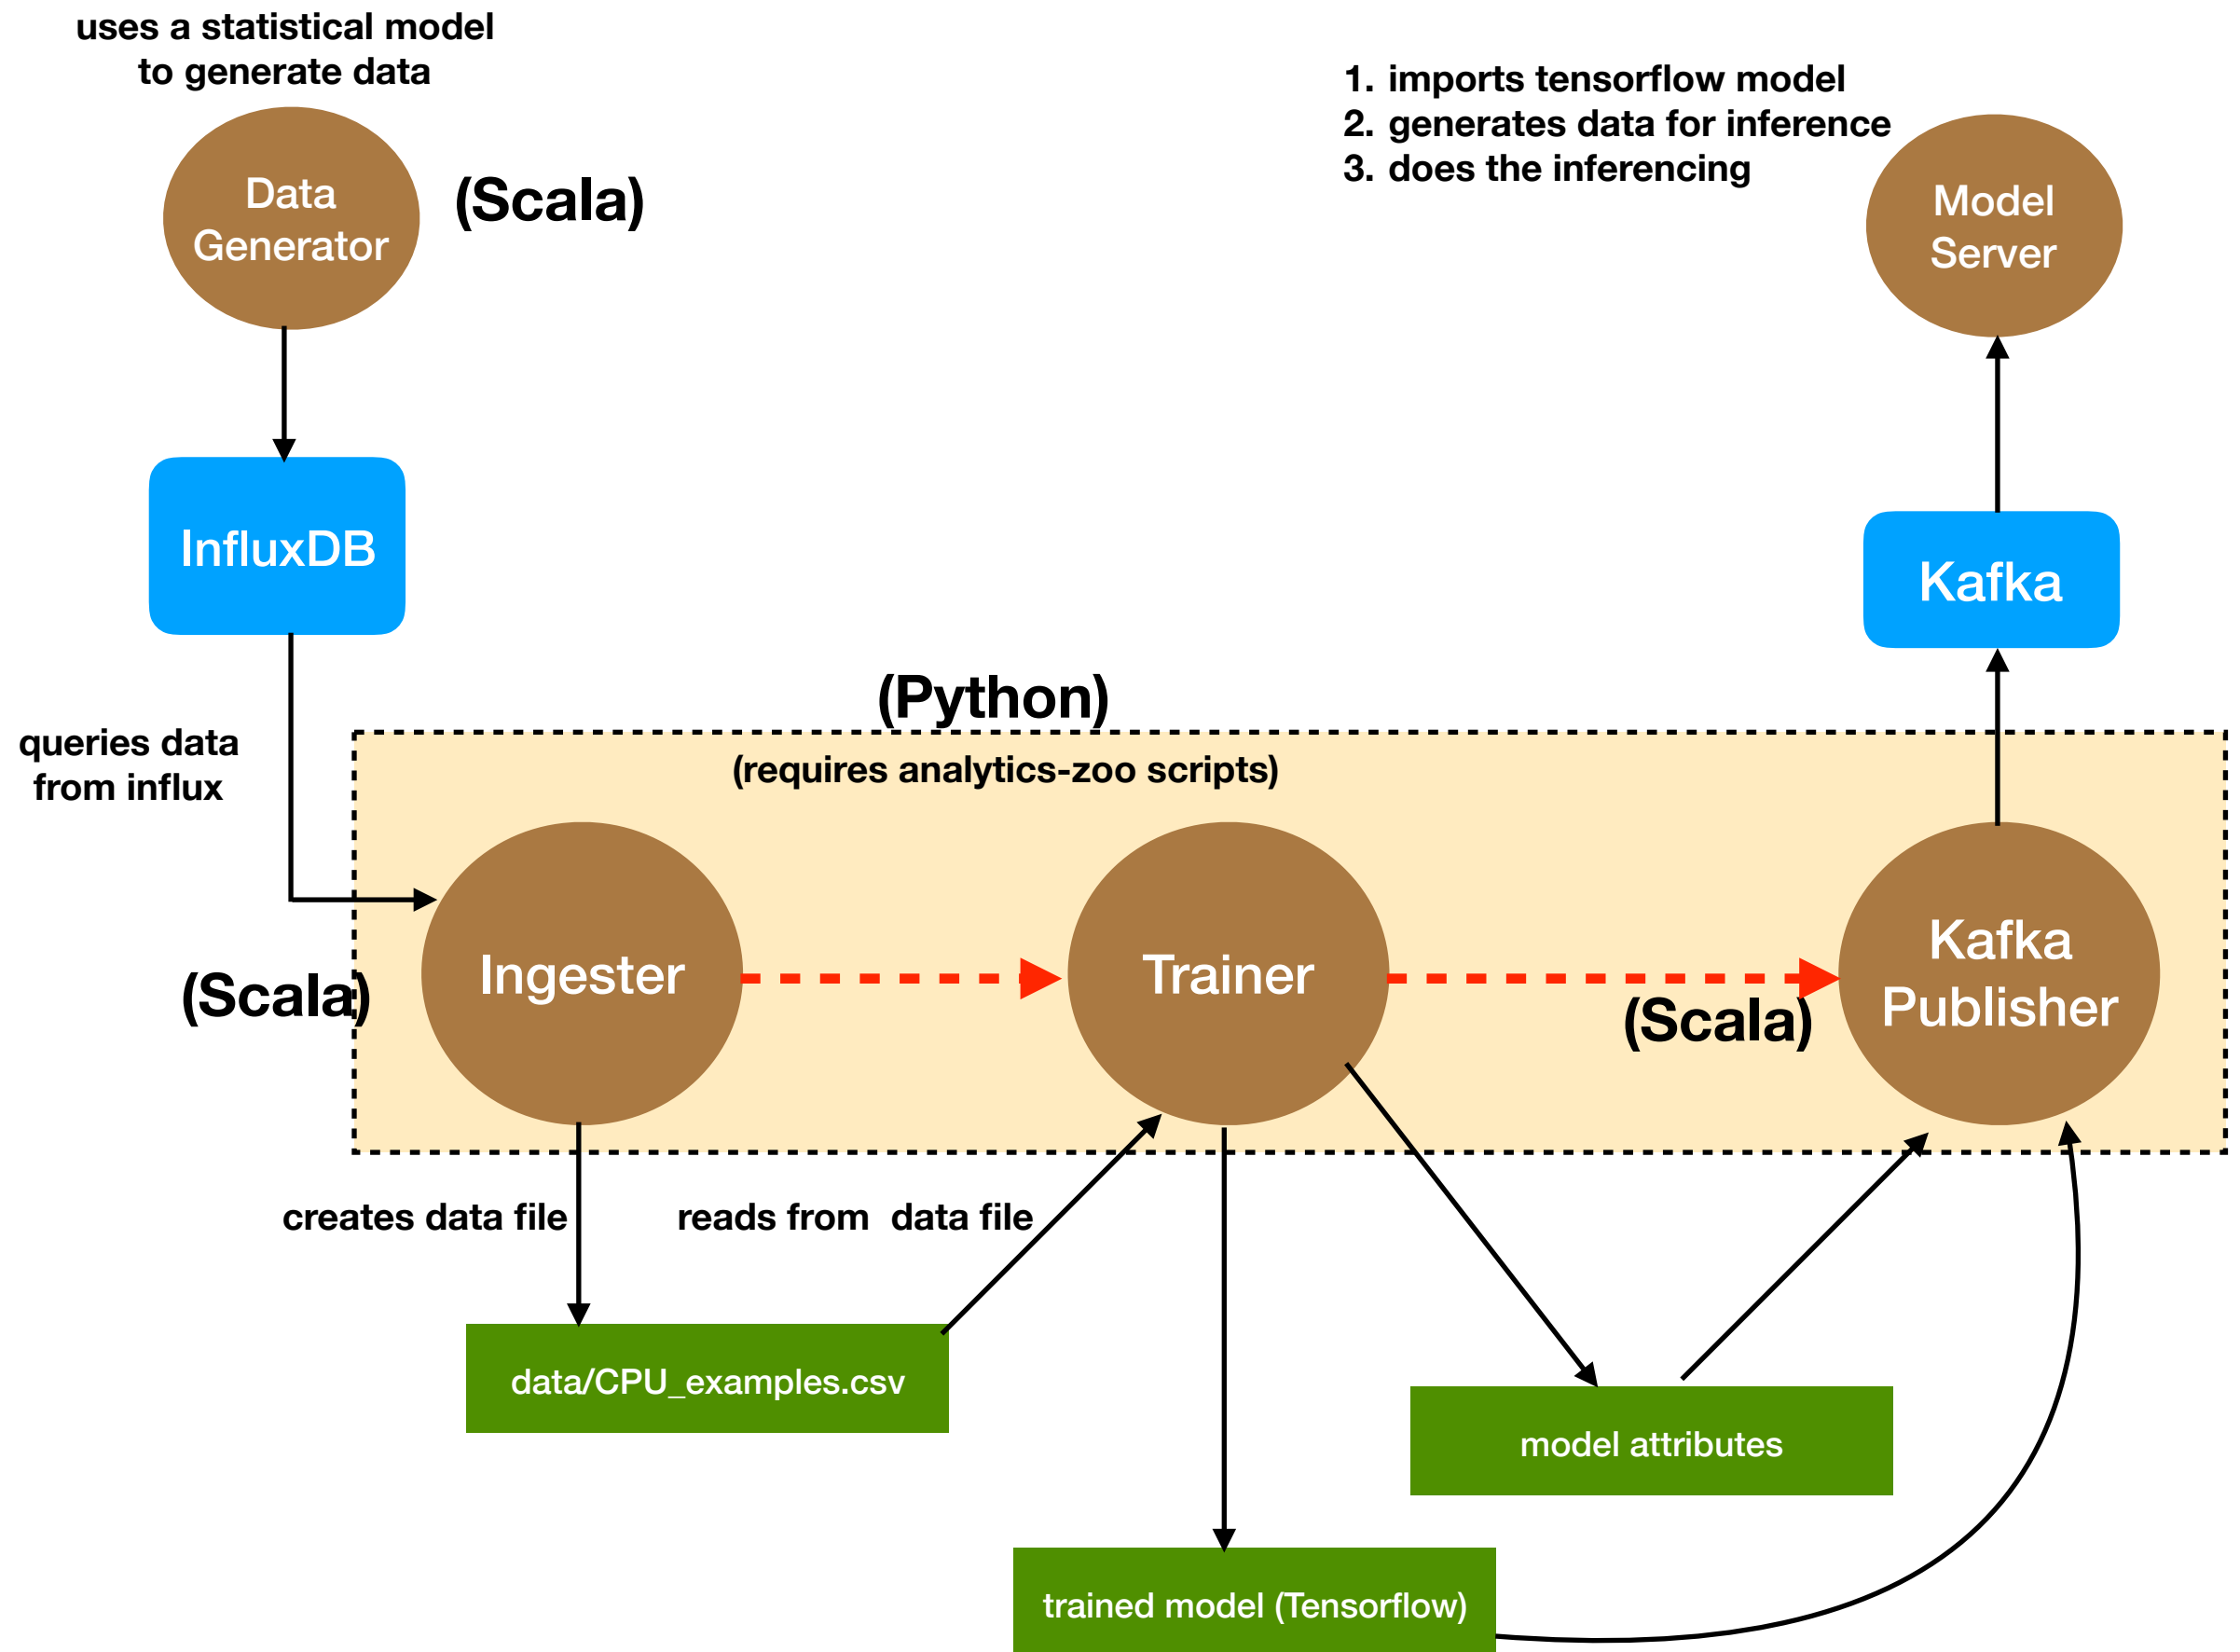 uses a statistical model
to generate data
1. imports tensorflow model
2. generates data for inference
3. does the inferencing
Data
Generator
(Scala)
Model
Server
InfluxDB
Kafka
(Python)
queries data
from influx
(requires analytics-zoo scripts)
Ingester
Trainer
Kafka
Publisher
(Scala)
(Scala)
creates data file
reads from  data file
data/CPU_examples.csv
model attributes
trained model (Tensorflow)